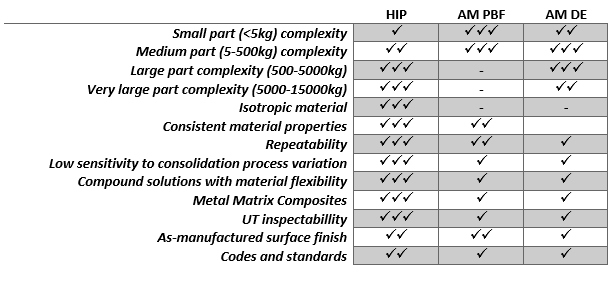 HIP AM PBF AM DE
Small part (<5kg) complexity ✓ ✓✓✓ ✓✓
Medium part (5-500kg) complexity ✓✓ ✓✓✓ ✓✓✓
Large part complexity (500-5000kg) ✓✓✓ - ✓✓✓
Very large part complexity (5000-15000kg) ✓✓✓ - ✓✓
Isotropic material ✓✓✓ - -
Consistent material properties ✓✓✓ ✓✓
Repeatability ✓✓✓ ✓✓ ✓
Low sensitivity to consolidation process variation ✓✓✓ ✓ ✓
Compound solutions with material flexibility ✓✓✓ ✓ ✓
Metal Matrix Composites ✓✓✓ ✓ ✓
UT inspectabillity ✓✓✓ ✓ ✓
As-manufactured surface finish ✓✓ ✓✓ ✓
Codes and standards ✓✓ ✓ ✓